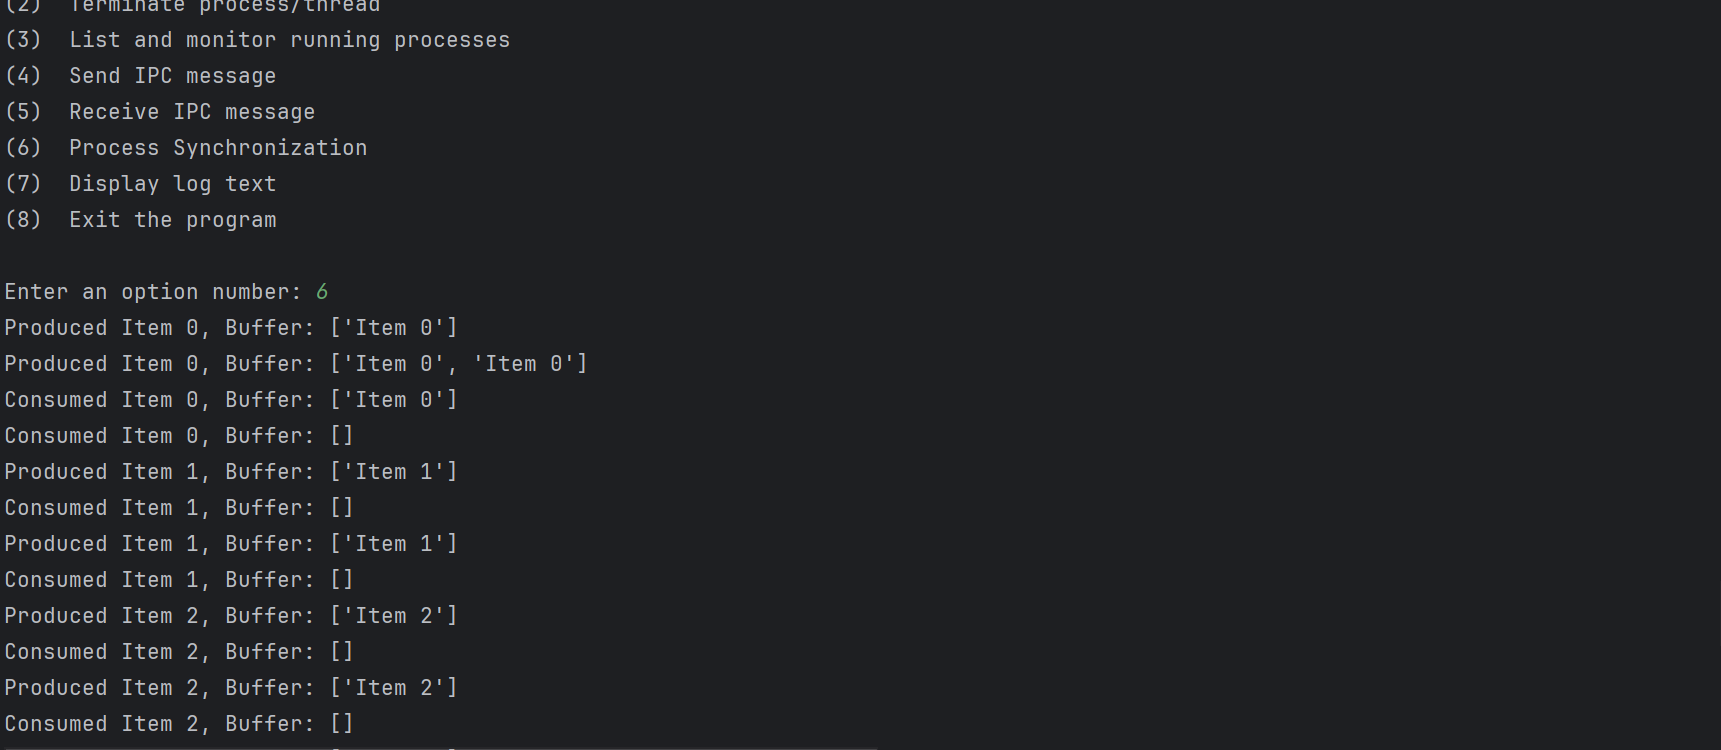 (2)  Terminate process/thread
(3)  List and monitor running processes
(4)  Send IPC message
(5)  Receive IPC message
(6)  Process Synchronization
(7)  Display log text
(8)  Exit the program
Enter an option number: 6
Produced Item 0, Buffer: ['Item 0']
Produced Item 0, Buffer: ['Item 0', 'Item 0']
Consumed Item 0, Buffer: ['Item 0']
Consumed Item 0, Buffer: []
Produced Item 1, Buffer: ['Item 1']
Consumed Item 1, Buffer: []
Produced Item 1, Buffer: ['Item 1']
Consumed Item 1, Buffer: []
Produced Item 2, Buffer: ['Item 2']
Consumed Item 2, Buffer: []
Produced Item 2, Buffer: ['Item 2']
Consumed Item 2, Buffer: []